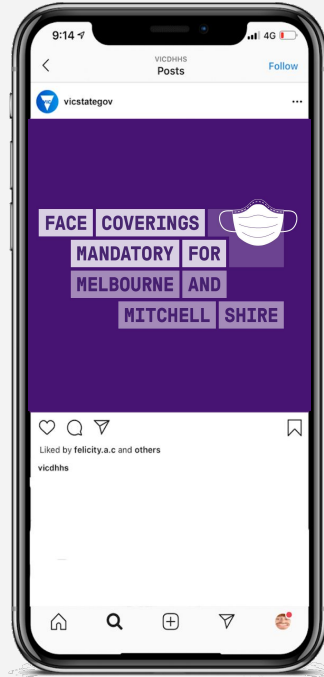 9:14
4G
VICDHHS
Posts
Follow
vicstategov
FACE COVERINGS
MANDATORY FOR
MELBOURNE AND
MITCHELL SHIRE
Liked by felicity.a.c and others
vicdhhs